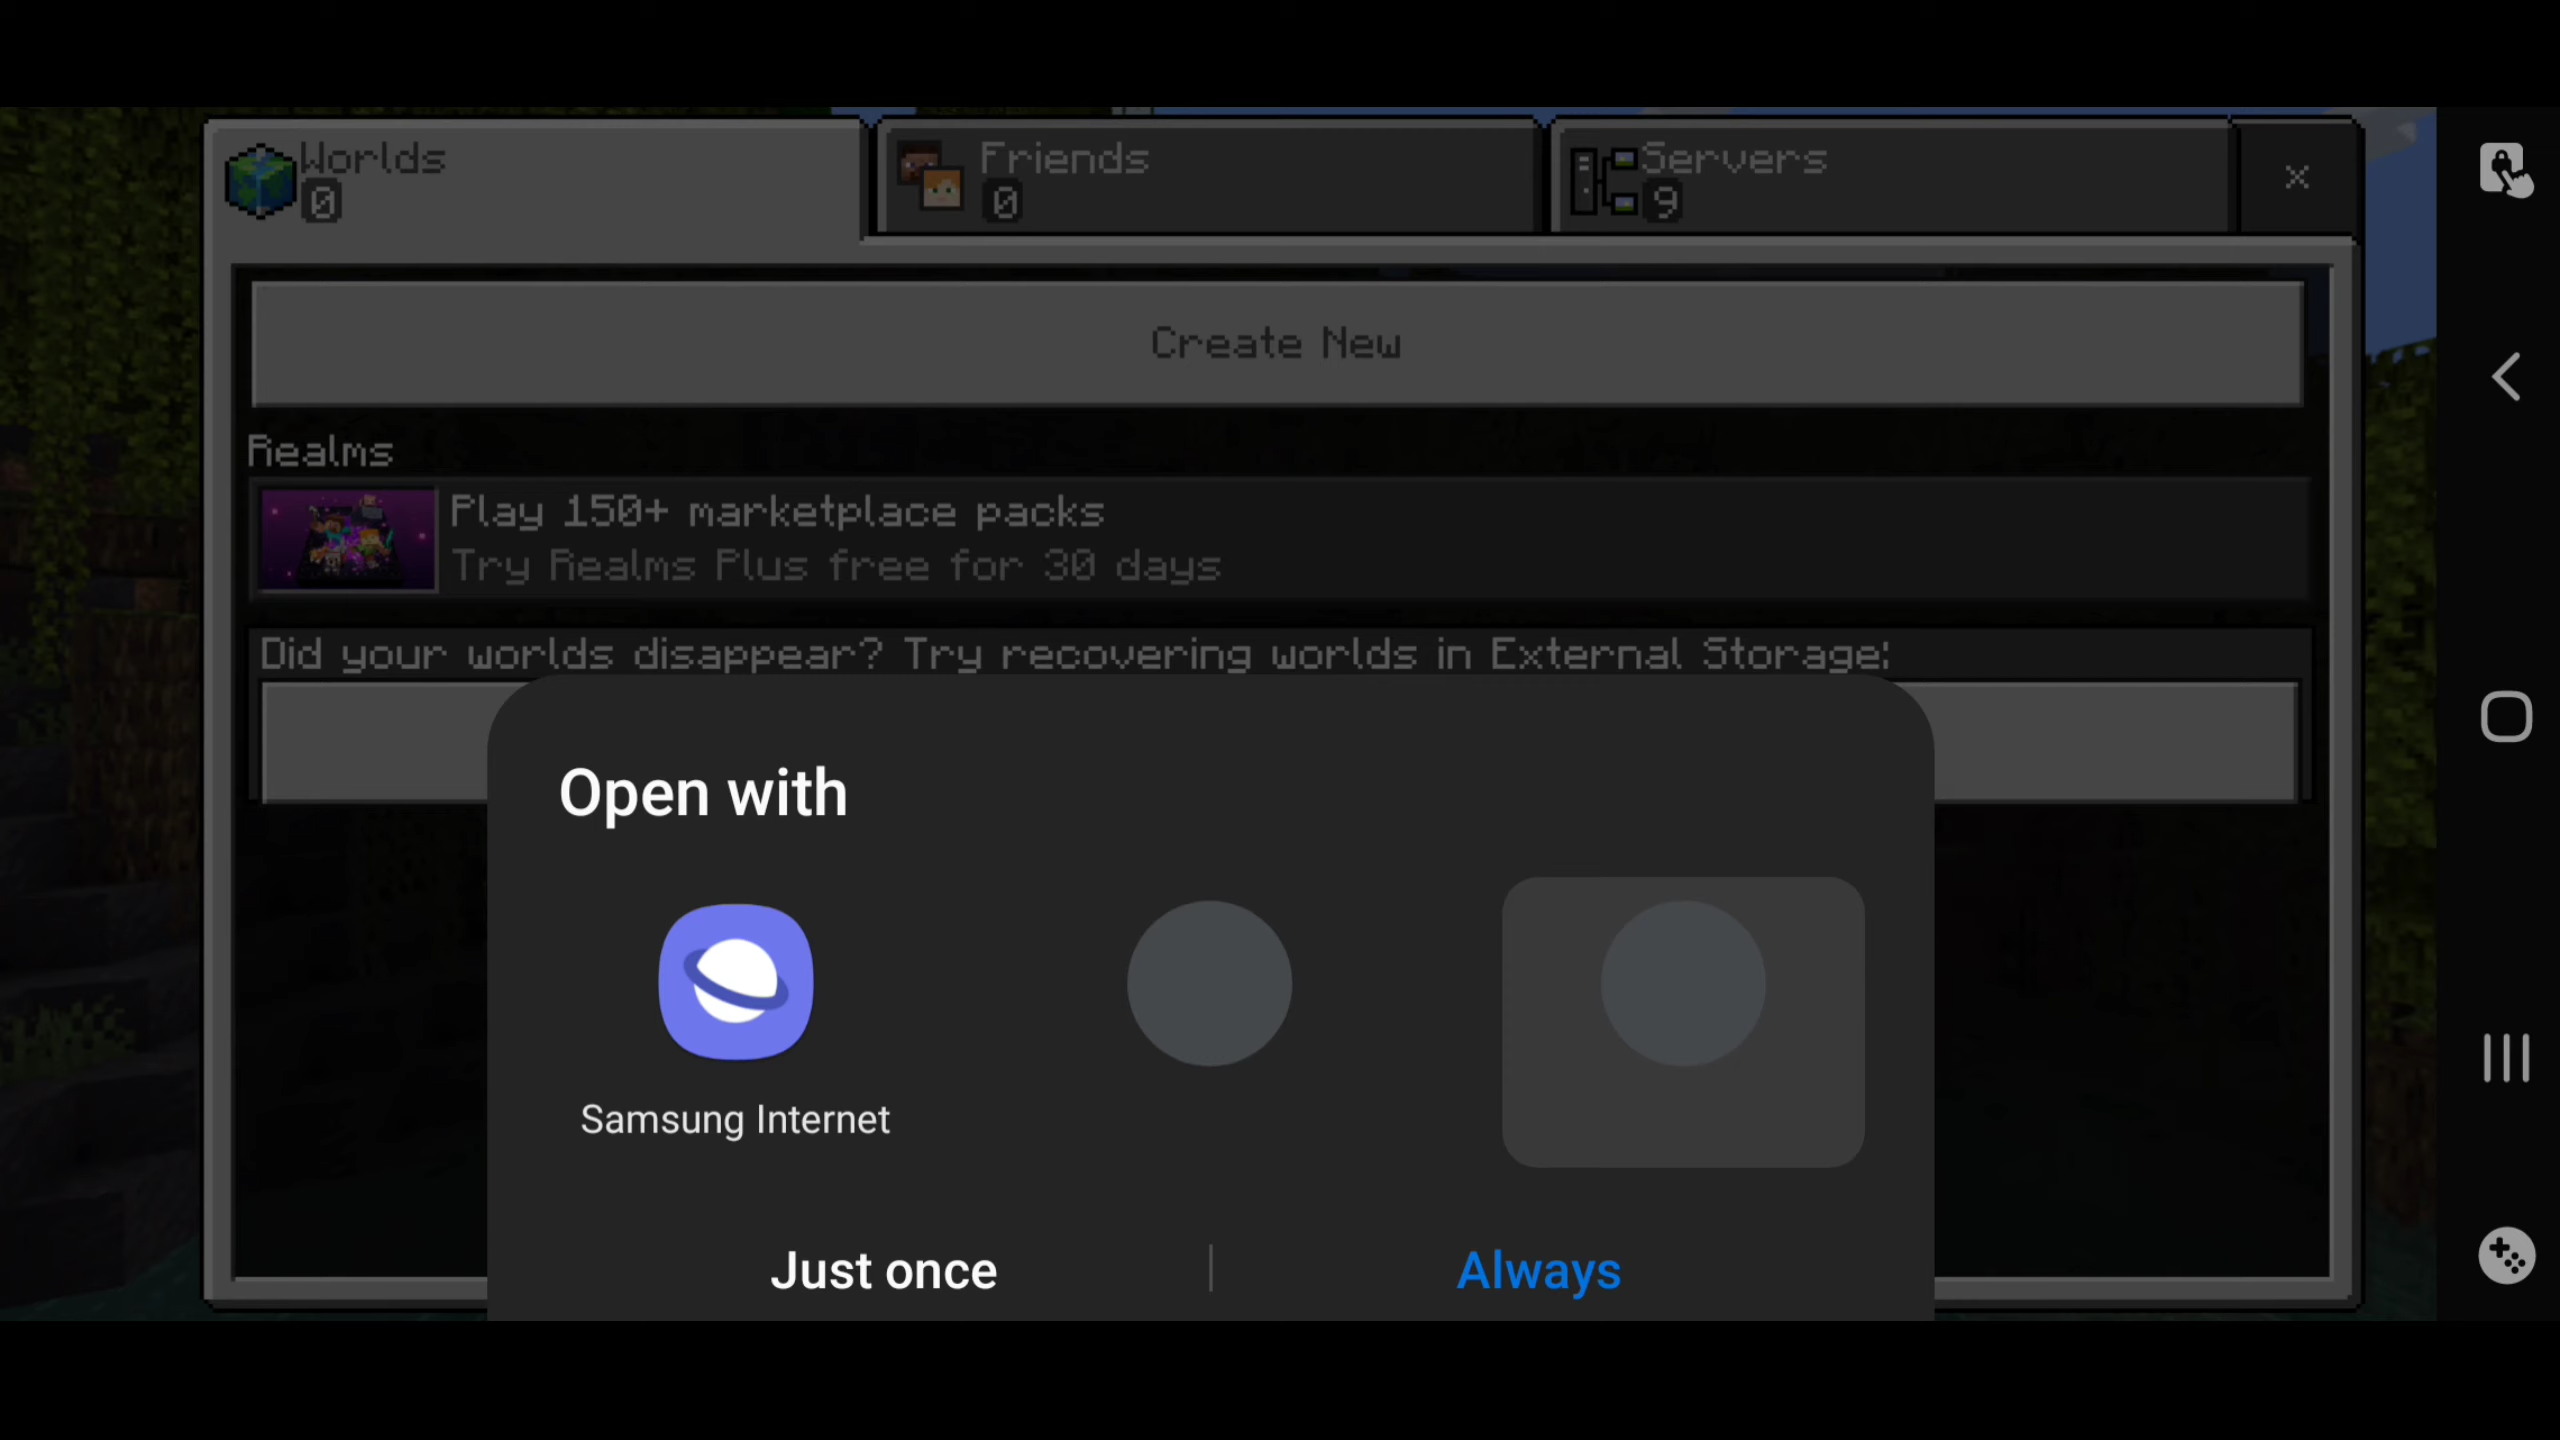 Worlds
0
Friends
0
Servers
9
Create New
Realms
Play 150+ marketplace packs
Try Realms Plus free for 30 days
Did your worlds disappear? Try recovering worlds in External Storage:
Open with
Samsung Internet
Just once
Always